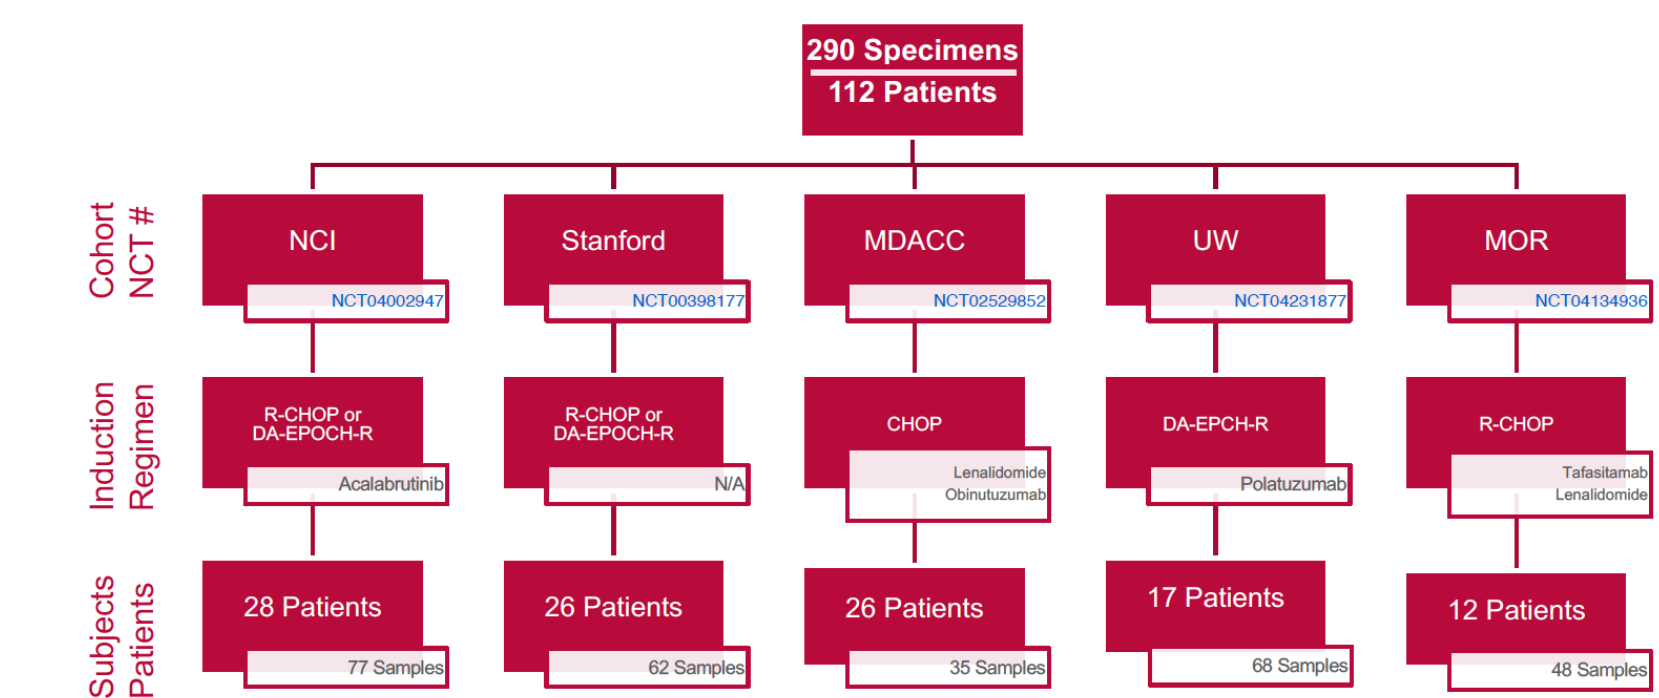 290 Specimens
112 Patients
Cohort
NCT #
NCI
Stanford
MDACC
UW
MOR
NCT04002947
NCT00398177
NCT02529852
NCT04231877
NCT04134936
Induction
Regimen
R-CHOP or
DA-EPOCH-R
R-CHOP or
DA-EPOCH-R
CHOP
DA-EPCH-R
R-CHOP
Acalabrutinib
N/A
Lenalidomide
Obinutuzumab
Polatuzumab
Tafasitamab
Lenalidomide
Subjects
Patients
28 Patients
26 Patients
26 Patients
17 Patients
12 Patients
77 Samples
62 Samples
35 Samples
68 Samples
48 Samples